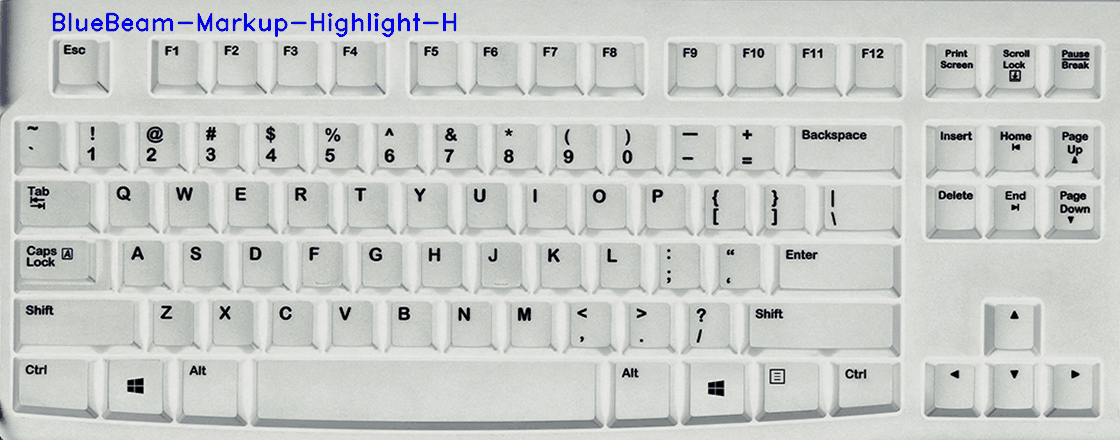 BlueBeam-Markup-Highlight-H
Esc F1 F2 F3 F4 F5 F6 F7 F8 F9 F10 F11 F12 Print Screen Scroll Lock Pause Break
~ ! @ # $ % ^ & * ( ) — + Backspace Insert Home Page Up
` 1 2 3 4 5 6 7 8 9 0 - =
Tab Q W E R T Y U I O P { } | Delete End Page Down
[ ] \
Caps Lock A A S D F G H J K L : “ Enter
; ‘
Shift Z X C V B N M < > ? Shift
, . /
Ctrl Alt Alt Ctrl